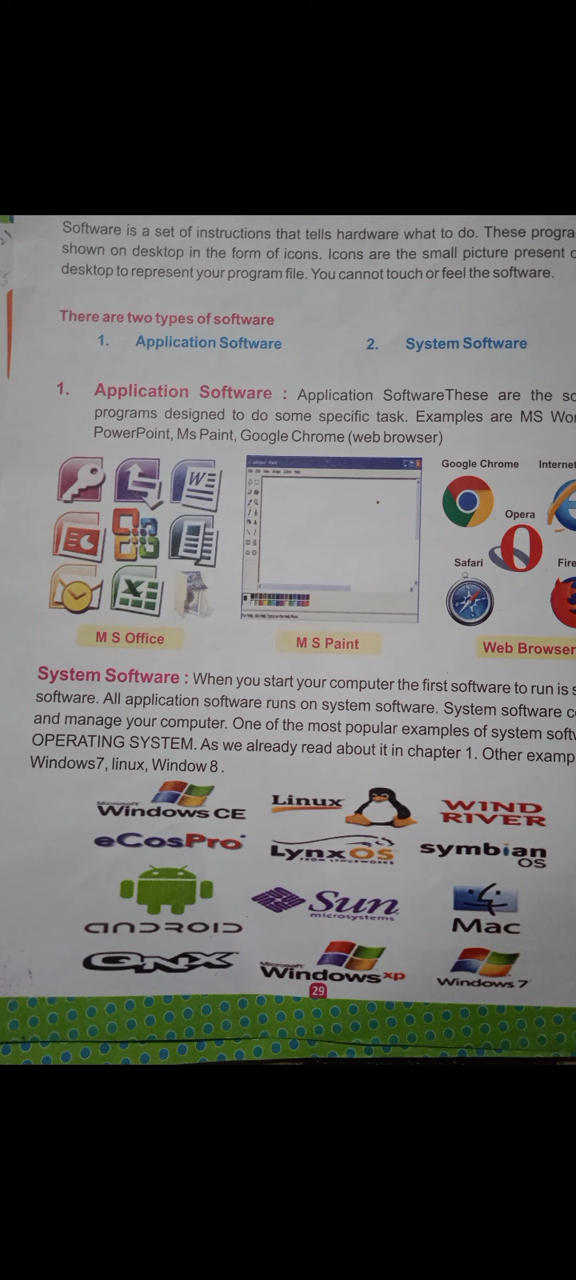 Software is a set of instructions that tells hardware what to do. These progra
shown on desktop in the form of icons. Icons are the small picture present
desktop to represent your program file. You cannot touch or feel the software.
There are two types of software
1. Application Software 2. System Software
1. Application Software : Application SoftwareThese are the so
programs designed to do some specific task. Examples are MS Wor
PowerPoint, Ms Paint, Google Chrome (web browser)
Google Chrome Internet
Opera
Safari Fire
M S Office M S Paint Web Browser
System Software : When you start your computer the first software to run is s
software. All application software runs on system software. System software c
and manage your computer. One of the most popular examples of system softw
OPERATING SYSTEM. As we already read about it in chapter 1. Other examp
Windows7, linux, Window 8 .
Microsoft Windows CE Linux WIND RIVER
eCosPro LynxOS symbian OS
ANDROID Sun microsystems Mac
QNX Microsoft Windows xp Windows 7
29